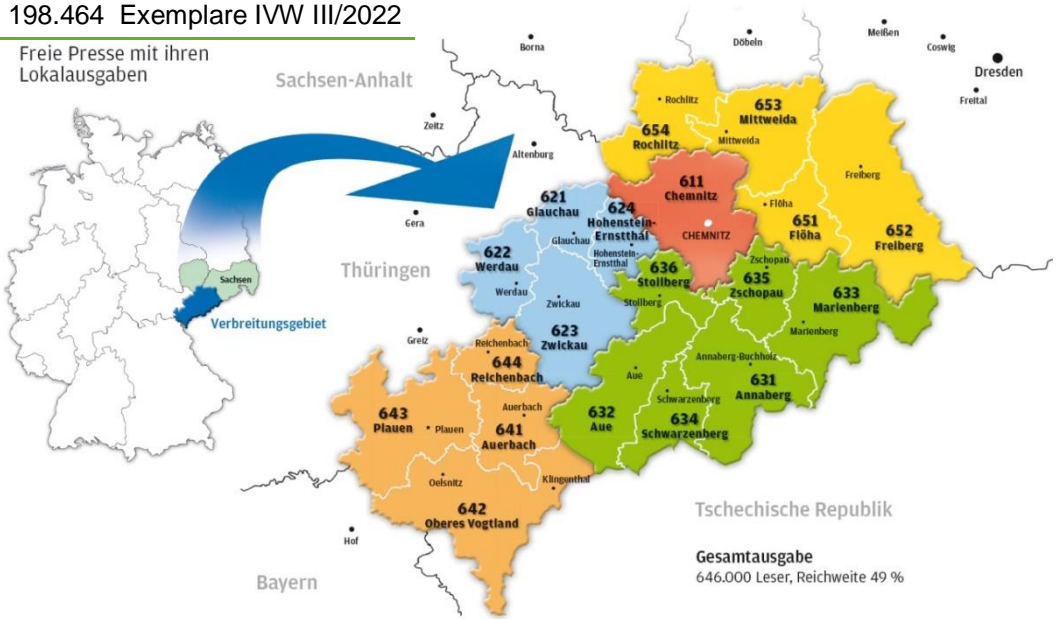 198.464 Exemplare IVW III/2022
Freie Presse mit ihren
Lokalausgaben
Sachsen-Anhalt
Thüringen
Bayern
Tschechische Republik
Sachsen
Verbreitungsgebiet
Borna
Döbeln
Meißen
Coswig
Dresden
Freital
Zeitz
Altenburg
Gera
Greiz
Hof
Rochlitz
654
Rochlitz
653
Mittweida
Mittweida
Freiberg
652
Freiberg
Flöha
651
Flöha
611
Chemnitz
CHEMNITZ
621
Glauchau
Glauchau
624
Hohenstein-
Ernstthal
Hohenstein-
Ernstthal
622
Werdau
Werdau
Zwickau
623
Zwickau
636
Stollberg
Stollberg
Zschopau
635
Zschopau
633
Marienberg
Marienberg
Annaberg-Buchholz
631
Annaberg
Aue
632
Aue
Schwarzenberg
634
Schwarzenberg
Reichenbach
644
Reichenbach
643
Plauen
Plauen
Auerbach
641
Auerbach
Oelsnitz
Klingenthal
642
Oberes Vogtland
Gesamtausgabe
646.000 Leser, Reichweite 49 %